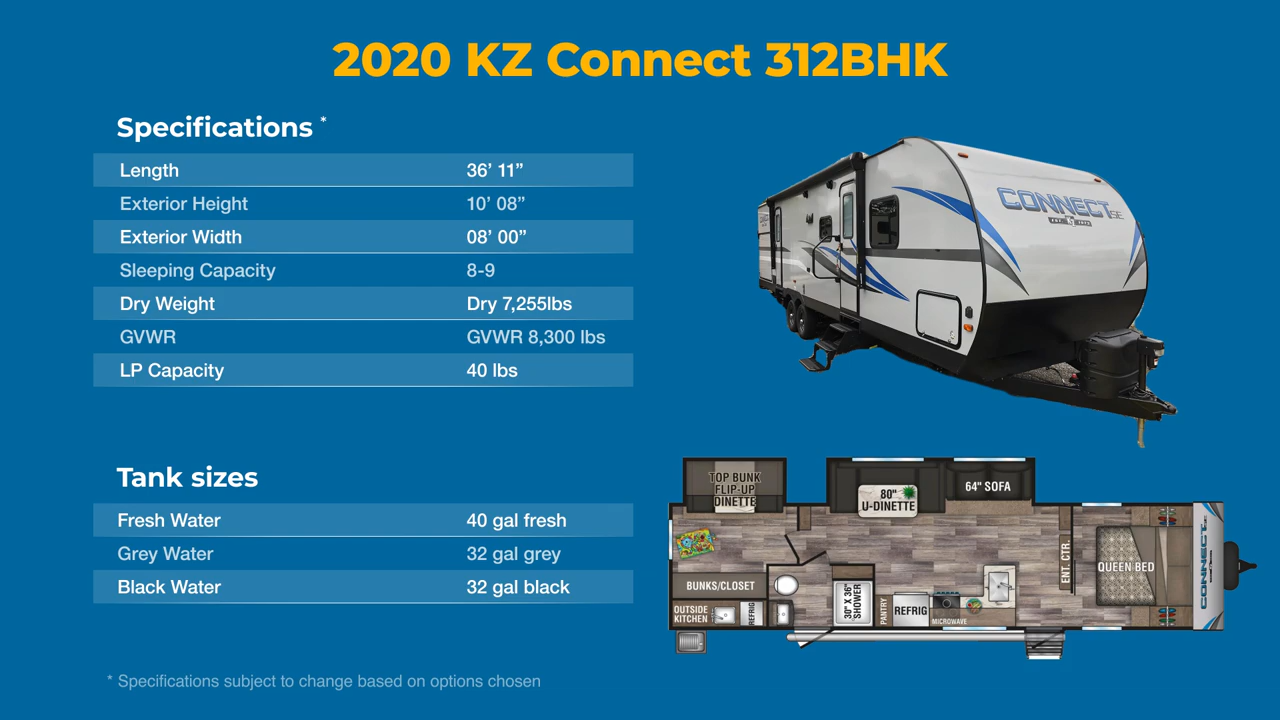 2020 KZ Connect 312BHK
Specifications *
Length 36’ 11”
Exterior Height 10’ 08”
Exterior Width 08’ 00”
Sleeping Capacity 8-9
Dry Weight Dry 7,255lbs
GVWR GVWR 8,300 lbs
LP Capacity 40 lbs
CONNECT SE
Tank sizes
Fresh Water 40 gal fresh
Grey Water 32 gal grey
Black Water 32 gal black
TOP BUNK
FLIP-UP
DINETTE
80"
U-DINETTE
64" SOFA
BUNKS/CLOSET
OUTSIDE
KITCHEN
REFRIG
30" X 36"
SHOWER
PANTRY
REFRIG
MICROWAVE
ENT. CTR.
QUEEN BED
CONNECT
* Specifications subject to change based on options chosen